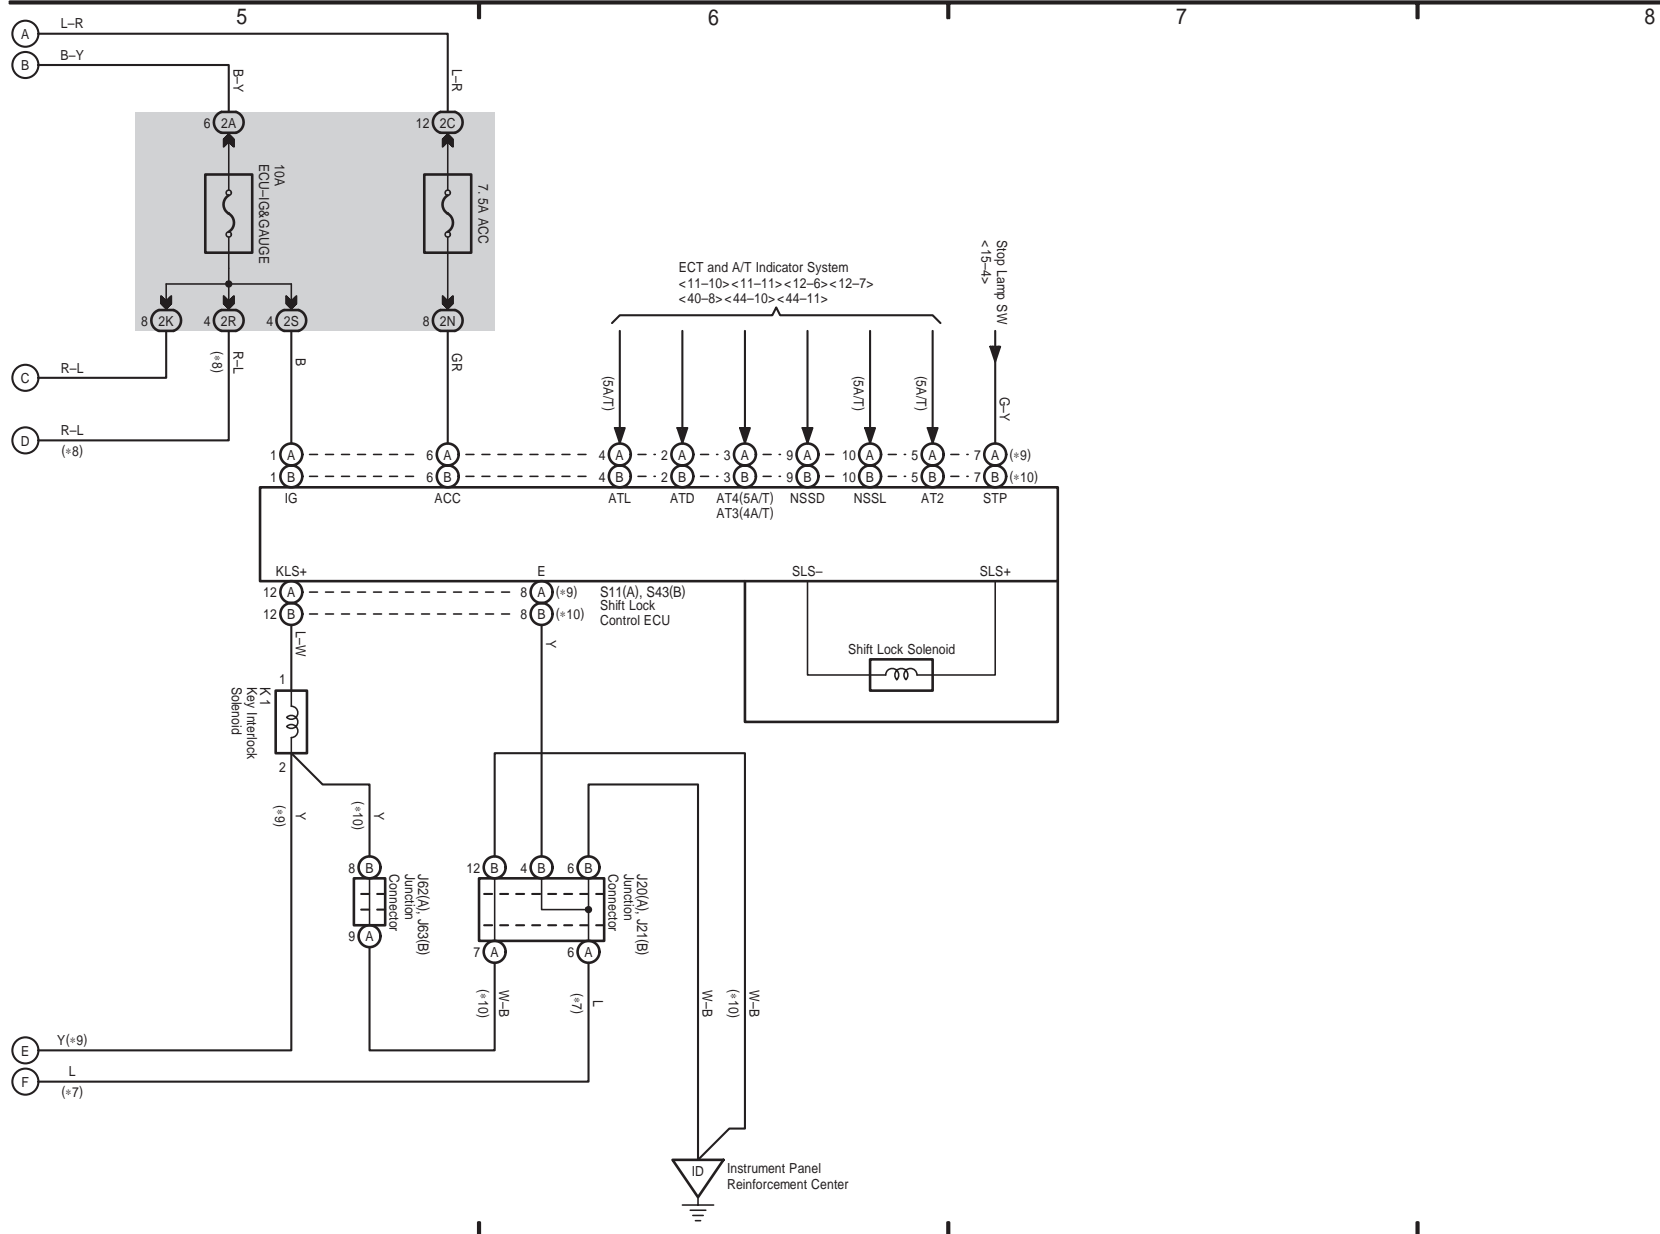 5
6
7
8
A
L–R
B
B–Y
B–Y
L–R
6
2A
12
2C
10A
ECU–IG&GAUGE
7. 5A ACC
8
2K
4
2R
4
2S
8
2N
R–L
(∗8)
B
GR
C
R–L
D
R–L
(∗8)
ECT and A/T Indicator System
<11–10><11–11><12–6><12–7>
<40–8><44–10><44–11>
Stop Lamp SW
<15–4>
(5A/T)
(5A/T)
(5A/T)
G–Y
1 A
6 A
4 A
2 A
3 A
9 A
10 A
5 A
7 A (∗9)
1 B
6 B
4 B
2 B
3 B
9 B
10 B
5 B
7 B (∗10)
IG
ACC
ATL
ATD
AT4(5A/T)
AT3(4A/T)
NSSD
NSSL
AT2
STP
KLS+
E
SLS–
SLS+
12 A
8 A (∗9)
12 B
8 B (∗10)
S11(A), S43(B)
Shift Lock
Control ECU
L–W
Y
Shift Lock Solenoid
1
K 1
Key Interlock
Solenoid
2
Y
(∗9)
Y
(∗10)
8 B
9 A
J62(A), J63(B)
Junction
Connector
12 B
4 B
6 B
7 A
6 A
J20(A), J21(B)
Junction
Connector
W–B
(∗10)
L
(∗7)
W–B
W–B
(∗10)
E
Y(∗9)
F
L
(∗7)
ID
Instrument Panel
Reinforcement Center